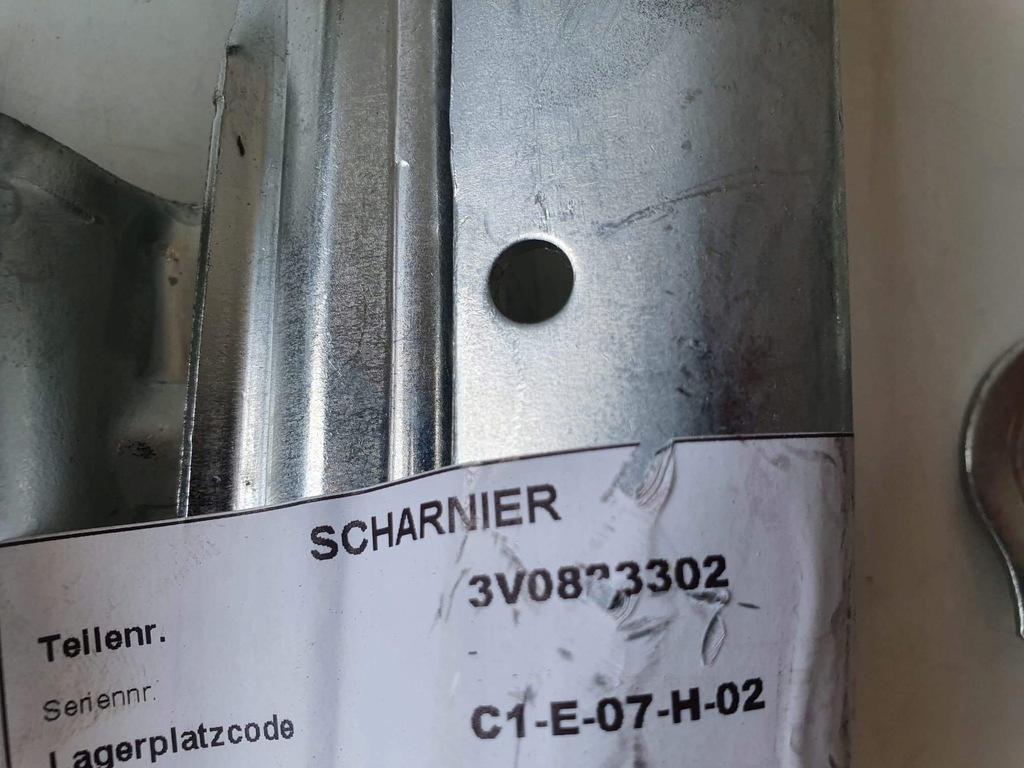 SCHARNIER
Teilenr.
Seriennr.
Lagerplatzcode
C1-E-07-H-02